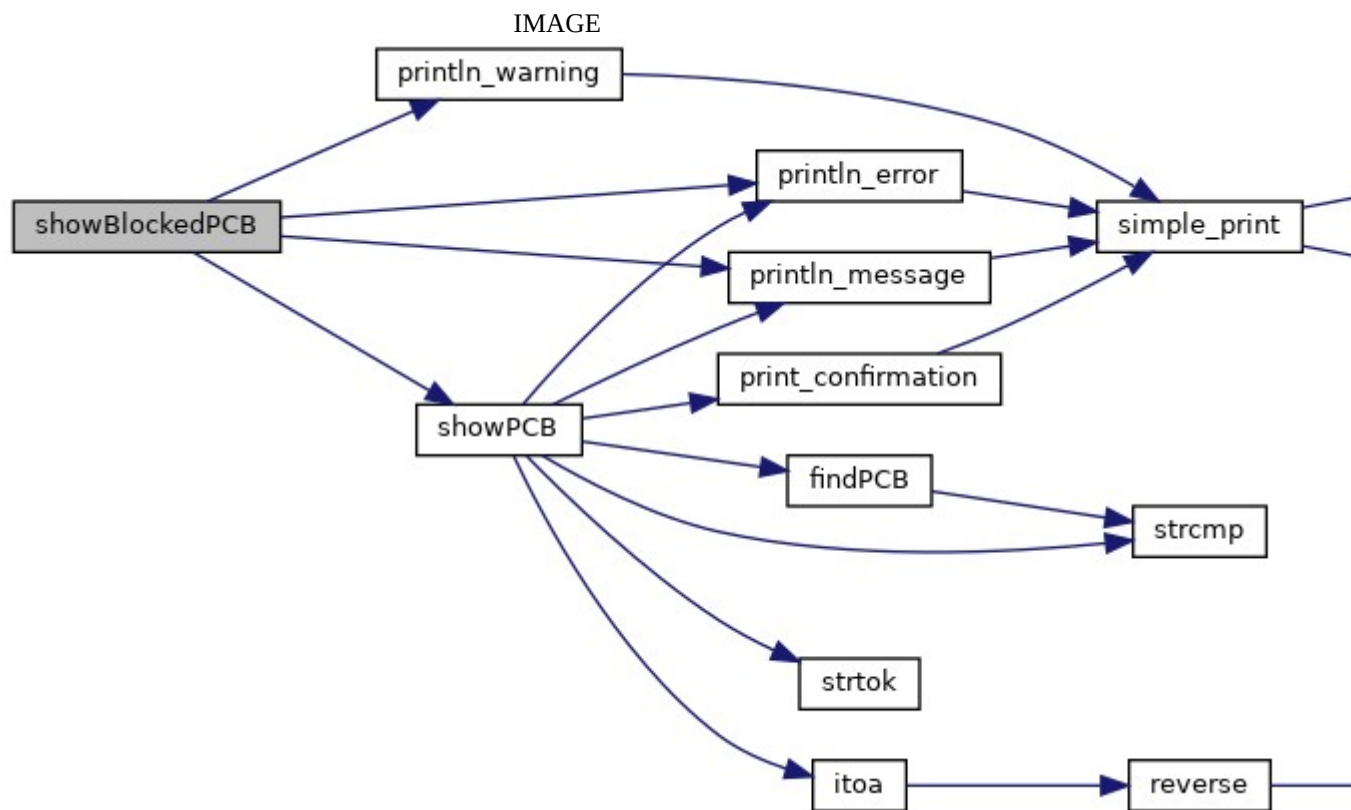 IMAGE
println_warning
println_error
showBlockedPCB
simple_print
println_message
print_confirmation
showPCB
findPCB
strcmp
strtok
itoa
reverse